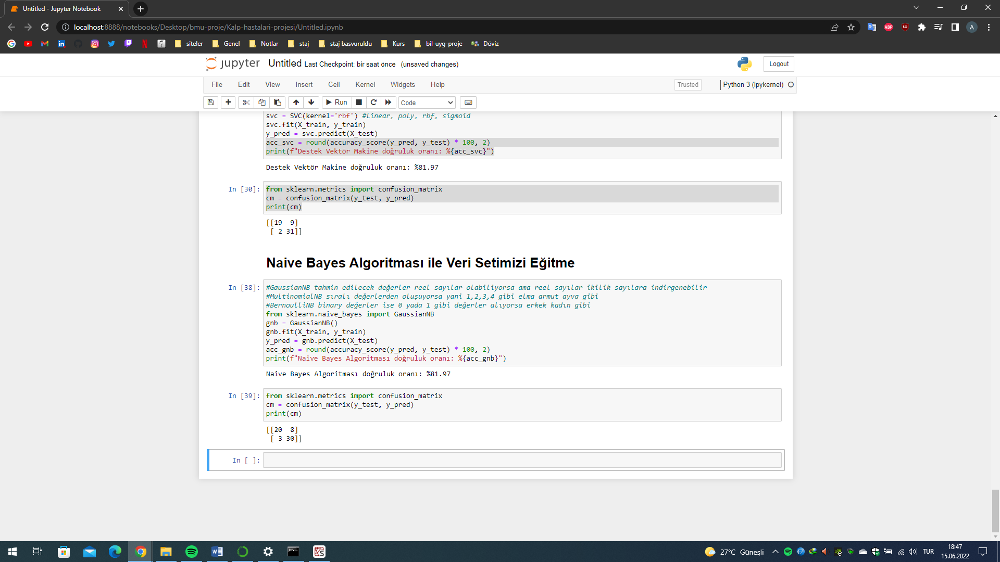 Untitled - Jupyter Notebook
localhost:8888/notebooks/Desktop/bmu-proje/Kalp-hastalari-projesi/Untitled.ipynb
siteler Genel Notlar staj staj basvuruldu Kurs bil-uyg-proje Döviz
jupyter Untitled Last Checkpoint: bir saat önce (unsaved changes) Logout
File Edit View Insert Cell Kernel Widgets Help Trusted Python 3 (ipykernel)
Run Code
svc = SVC(kernel='rbf') #linear, poly, rbf, sigmoid
svc.fit(X_train, y_train)
y_pred = svc.predict(X_test)
acc_svc = round(accuracy_score(y_pred, y_test) * 100, 2)
print(f"Destek Vektör Makine doğruluk oranı: %{acc_svc}")
Destek Vektör Makine doğruluk oranı: %81.97
In [30]: from sklearn.metrics import confusion_matrix
cm = confusion_matrix(y_test, y_pred)
print(cm)
[[19  9]
 [ 2 31]]
Naive Bayes Algoritması ile Veri Setimizi Eğitme
In [38]: #GaussianNB tahmin edilecek değerler reel sayılar olabiliyorsa ama reel sayılar ikilik sayılara indirgenebilir
#MultinomialNB sıralı değerlerden oluşuyorsa yani 1,2,3,4 gibi elma armut ayva gibi
#BernoulliNB binary değerler ise 0 yada 1 gibi değerler alıyorsa erkek kadın gibi
from sklearn.naive_bayes import GaussianNB
gnb = GaussianNB()
gnb.fit(X_train, y_train)
y_pred = gnb.predict(X_test)
acc_gnb = round(accuracy_score(y_pred, y_test) * 100, 2)
print(f"Naive Bayes Algoritması doğruluk oranı: %{acc_gnb}")
Naive Bayes Algoritması doğruluk oranı: %81.97
In [39]: from sklearn.metrics import confusion_matrix
cm = confusion_matrix(y_test, y_pred)
print(cm)
[[20  8]
 [ 3 30]]
In [ ]:
27°C Güneşli TUR 18:47
15.06.2022